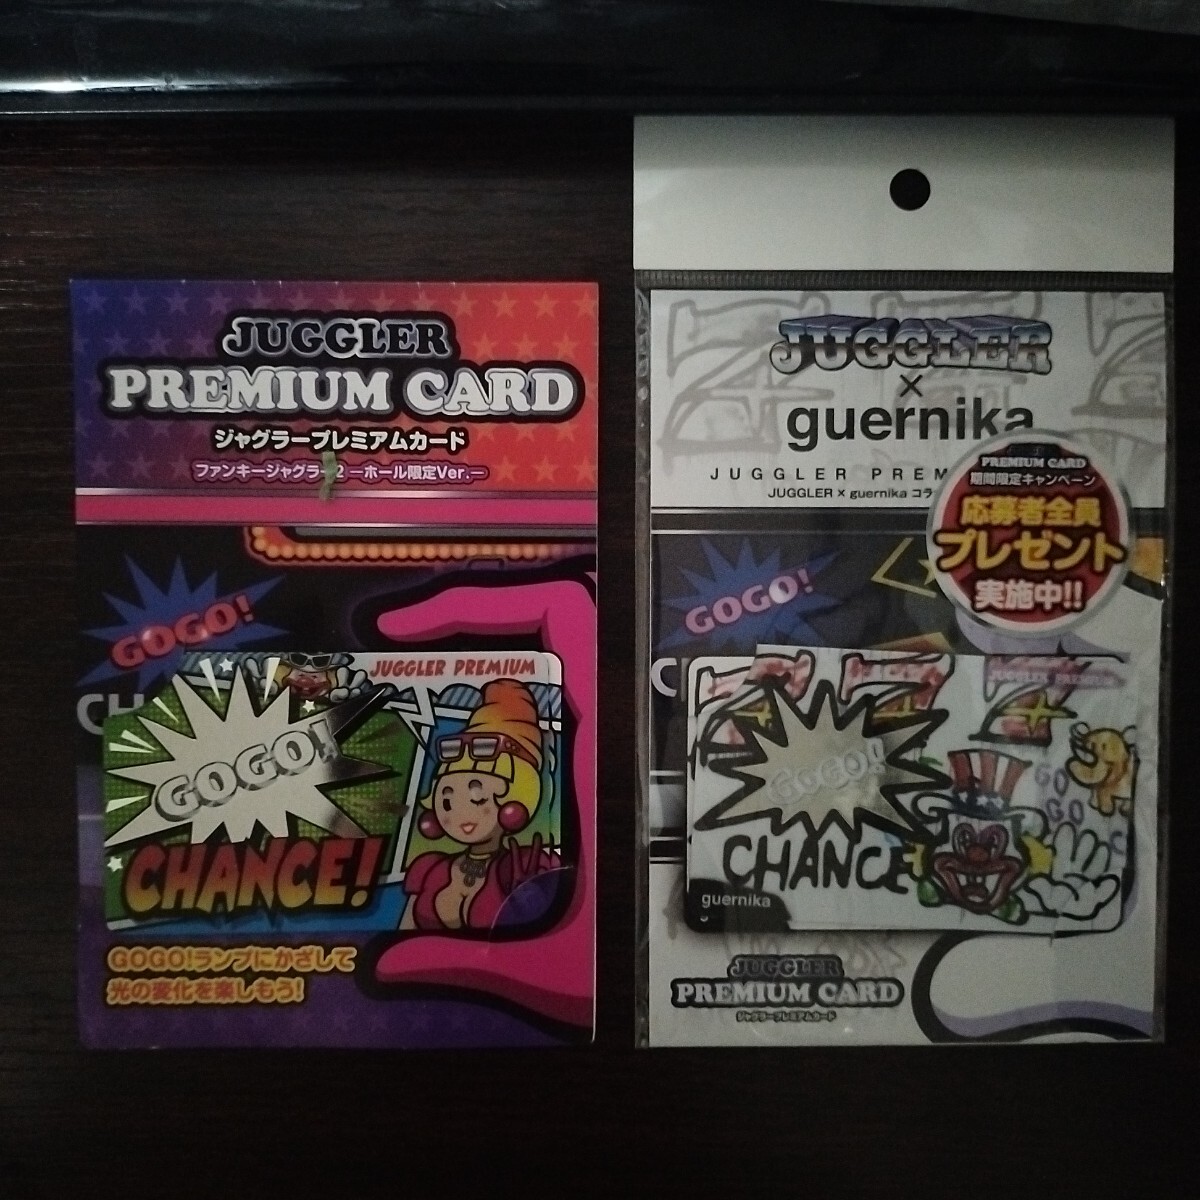 JUGGLER
PREMIUM CARD
ジャグラープレミアムカード
ファンキージャグラー2 ―ホール限定Ver.―
GOGO!
CH
JUGGLER PREMIUM
GOGO!
CHANCE!
GOGO!ランプにかざして
光の変化を楽しもう!
JUGGLER
×
guernika
JUGGLER PREM
JUGGLER × guernika コラ
PREMIUM CARD
期間限定キャンペーン
応募者全員
プレゼント
実施中!!
GOGO!
JUGGLER PREMIUM
GOGO!
GO
GO
CHANCE
guernika
JUGGLER
PREMIUM CARD
ジャグラープレミアムカード